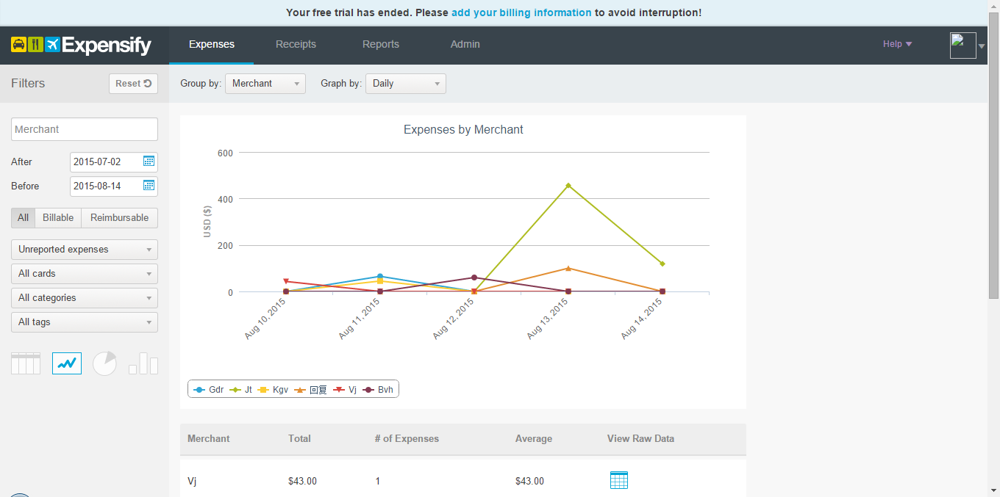 Your free trial has ended. Please add your billing information to avoid interruption!
Expensify
Expenses Receipts Reports Admin Help
Filters Reset
Group by: Merchant Graph by: Daily
Merchant
After 2015-07-02
Before 2015-08-14
All Billable Reimbursable
Unreported expenses
All cards
All categories
All tags
Expenses by Merchant
USD ($)
600
400
200
0
Aug 10, 2015 Aug 11, 2015 Aug 12, 2015 Aug 13, 2015 Aug 14, 2015
Gdr Jt Kgv 回复 Vj Bvh
Merchant Total # of Expenses Average View Raw Data
Vj $43.00 1 $43.00